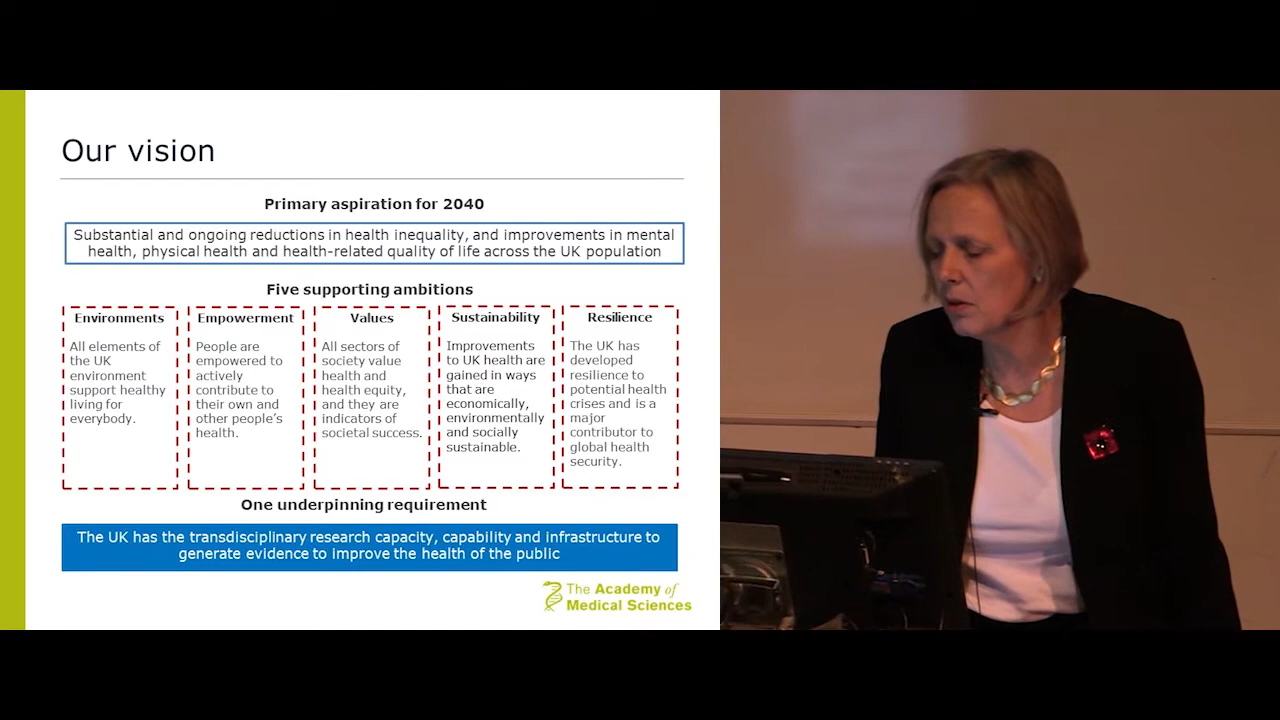 Our vision
Primary aspiration for 2040
Substantial and ongoing reductions in health inequality, and improvements in mental
health, physical health and health-related quality of life across the UK population
Five supporting ambitions
Environments
All elements of
the UK
environment
support healthy
living for
everybody.
Empowerment
People are
empowered to
actively
contribute to
their own and
other people's
health.
Values
All sectors of
society value
health and
health equity,
and they are
indicators of
societal success.
Sustainability
Improvements
to UK health are
gained in ways
that are
economically,
environmentally
and socially
sustainable.
Resilience
The UK has
developed
resilience to
potential health
crises and is a
major
contributor to
global health
security.
One underpinning requirement
The UK has the transdisciplinary research capacity, capability and infrastructure to
generate evidence to improve the health of the public
The Academy of
Medical Sciences